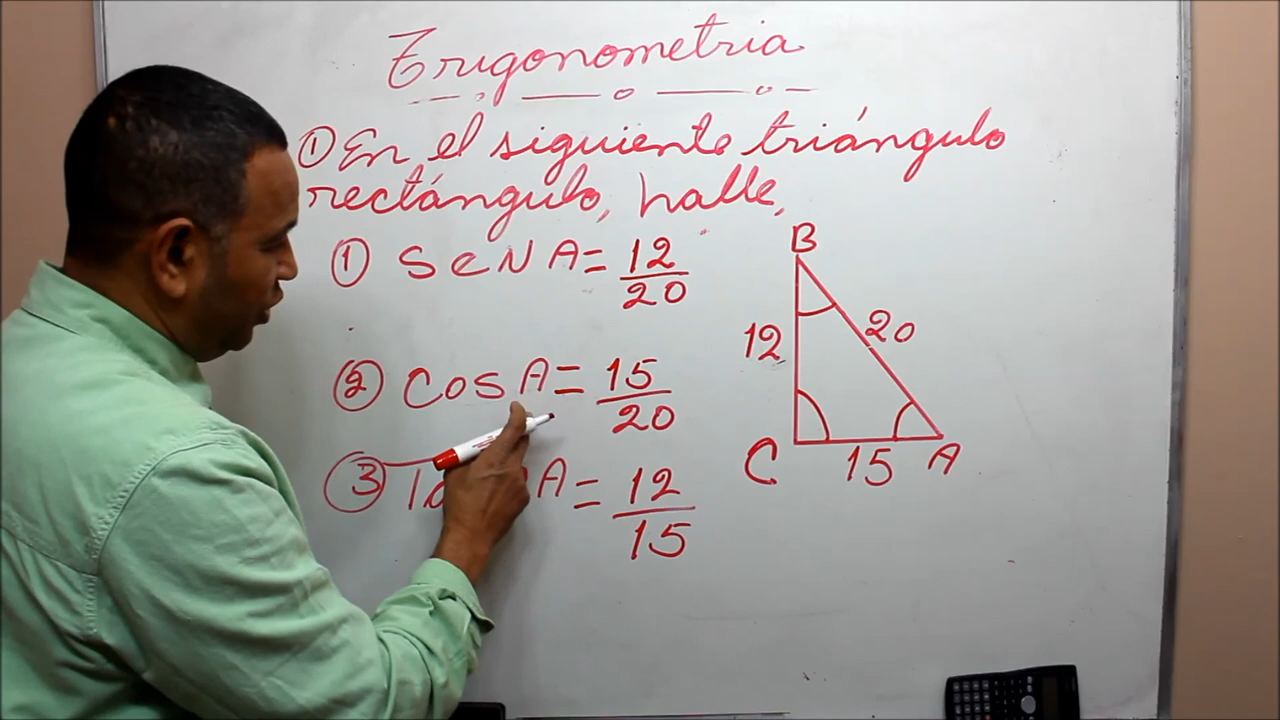 Trigonometria
① En el siguiente triángulo
rectángulo, halle,
① SeN A = 12/20
② Cos A = 15/20
③ A = 12/15
B
12
20
C
15
A